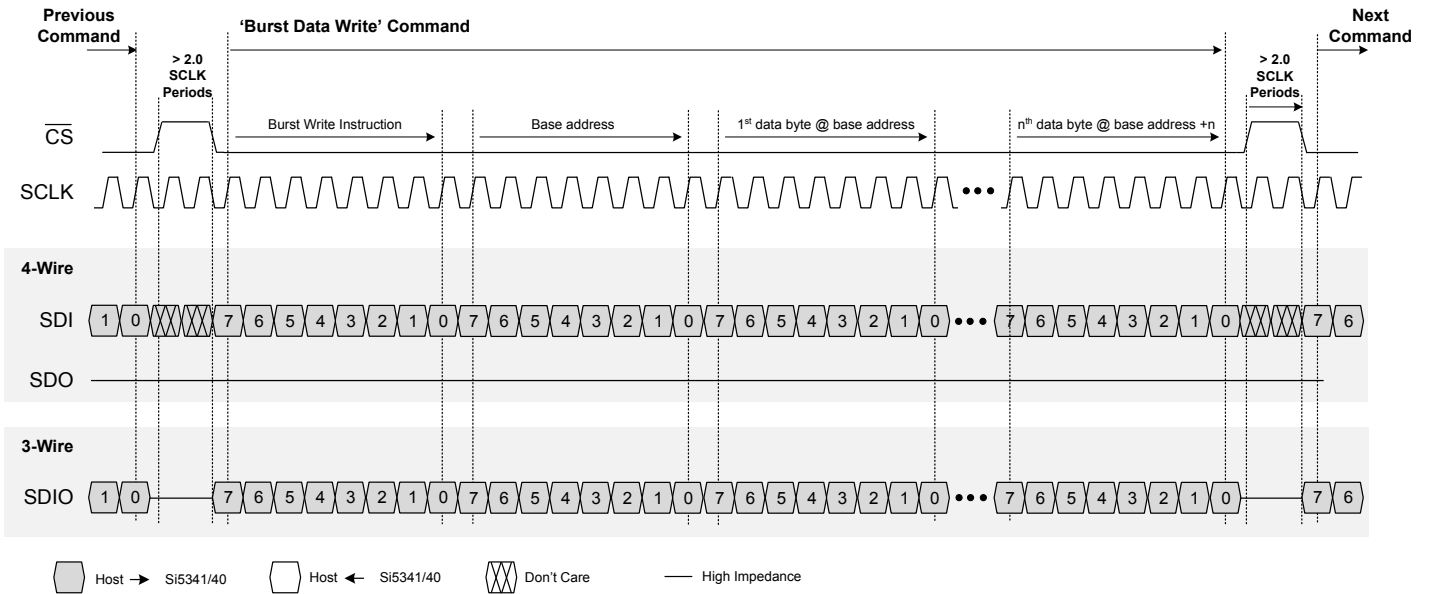 Previous Command
'Burst Data Write' Command
Next Command
> 2.0 SCLK Periods
> 2.0 SCLK Periods
CS
Burst Write Instruction
Base address
1st data byte @ base address
nth data byte @ base address +n
SCLK
•••
4-Wire
SDI
1 0 7 6 5 4 3 2 1 0 7 6 5 4 3 2 1 0 7 6 5 4 3 2 1 0 ••• 7 6 5 4 3 2 1 0 7 6
SDO
3-Wire
SDIO
1 0 7 6 5 4 3 2 1 0 7 6 5 4 3 2 1 0 7 6 5 4 3 2 1 0 ••• 7 6 5 4 3 2 1 0 7 6
Host → Si5341/40
Host ← Si5341/40
Don't Care
High Impedance